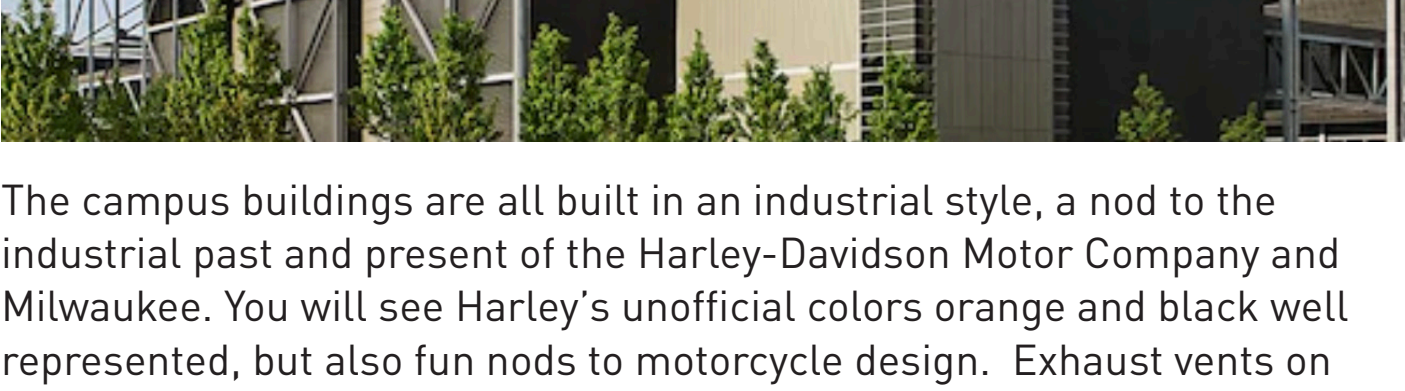 The campus buildings are all built in an industrial style, a nod to the
industrial past and present of the Harley-Davidson Motor Company and
Milwaukee. You will see Harley’s unofficial colors orange and black well
represented, but also fun nods to motorcycle design.  Exhaust vents on